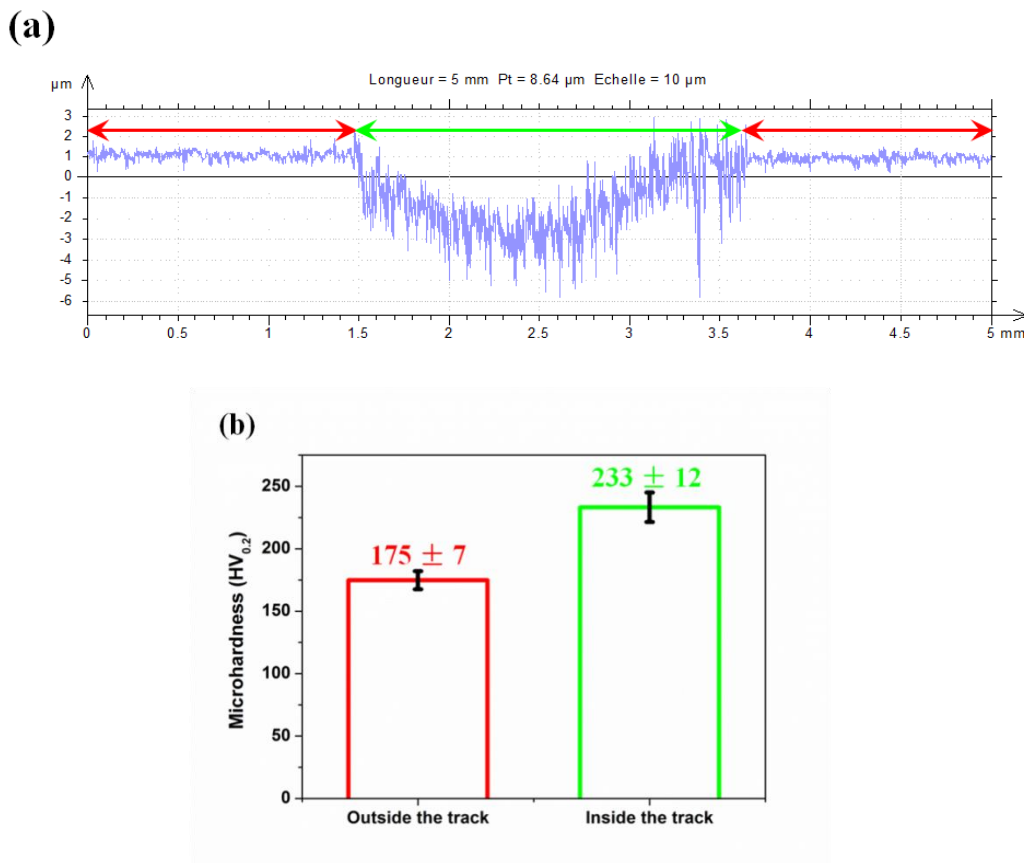 (a)
µm
Longueur = 5 mm Pt = 8.64 µm Echelle = 10 µm
3
2
1
0
-1
-2
-3
-4
-5
-6
0 0.5 1 1.5 2 2.5 3 3.5 4 4.5 5 mm
(b)
Microhardness (HV0.2)
250
200
150
100
50
0
175 ± 7
233 ± 12
Outside the track
Inside the track